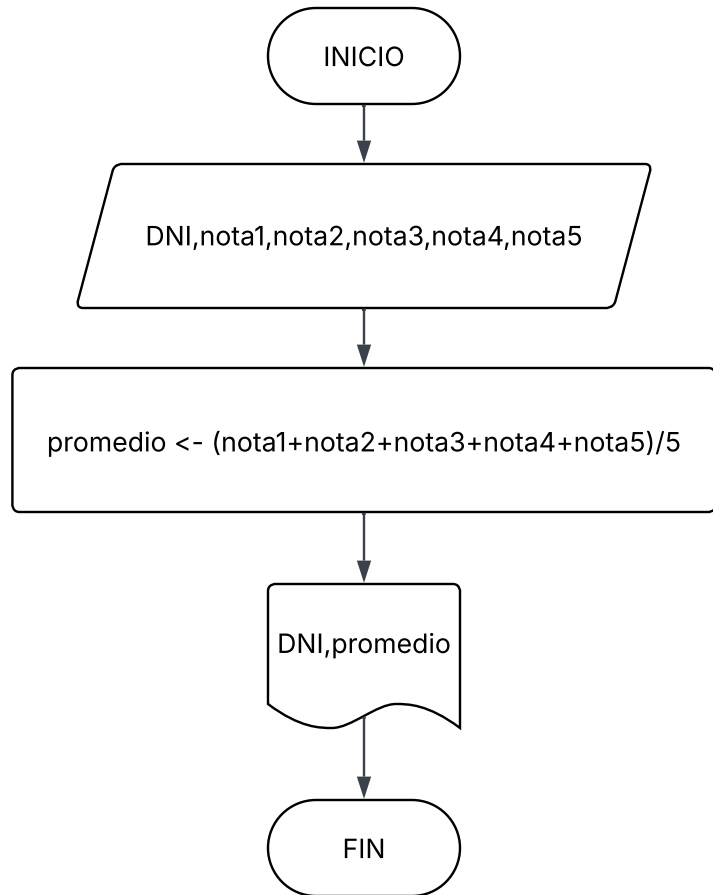 INICIO
DNI,nota1,nota2,nota3,nota4,nota5
promedio <- (nota1+nota2+nota3+nota4+nota5)/5
DNI,promedio
FIN